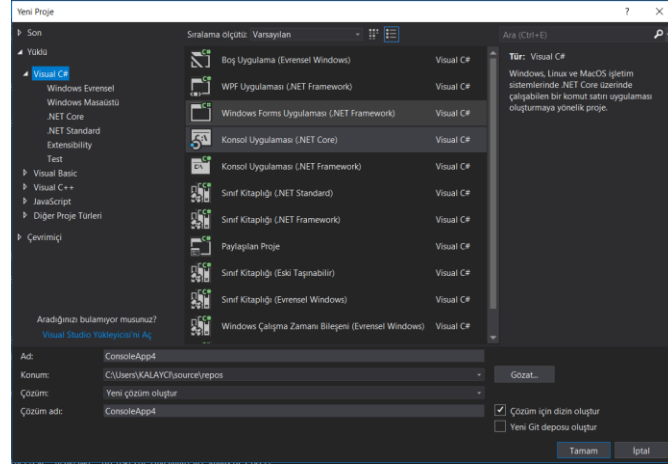 Yeni Proje
Son
Yüklü
Visual C#
Windows Evrensel
Windows Masaüstü
.NET Core
.NET Standard
Extensibility
Test
Visual Basic
Visual C++
JavaScript
Diğer Proje Türleri
Çevrimiçi
Aradığınızı bulamıyor musunuz?
Visual Studio Yükleyicisi'ni Aç
Sıralama ölçütü: Varsayılan
Boş Uygulama (Evrensel Windows) Visual C#
WPF Uygulaması (.NET Framework) Visual C#
Windows Forms Uygulaması (.NET Framework) Visual C#
Konsol Uygulaması (.NET Core) Visual C#
Konsol Uygulaması (.NET Framework) Visual C#
Sınıf Kitaplığı (.NET Standard) Visual C#
Sınıf Kitaplığı (.NET Framework) Visual C#
Paylaşılan Proje Visual C#
Sınıf Kitaplığı (Eski Taşınabilir) Visual C#
Sınıf Kitaplığı (Evrensel Windows) Visual C#
Windows Çalışma Zamanı Bileşeni (Evrensel Windows) Visual C#
Ara (Ctrl+E)
Tür: Visual C#
Windows, Linux ve MacOS işletim
sistemlerinde .NET Core üzerinde
çalışabilen bir komut satırı uygulaması
oluşturmaya yönelik proje.
Ad: ConsoleApp4
Konum: C:\Users\KALAYCI\source\repos Gözat...
Çözüm: Yeni çözüm oluştur
Çözüm adı: ConsoleApp4
Çözüm için dizin oluştur
Yeni Git deposu oluştur
Tamam İptal